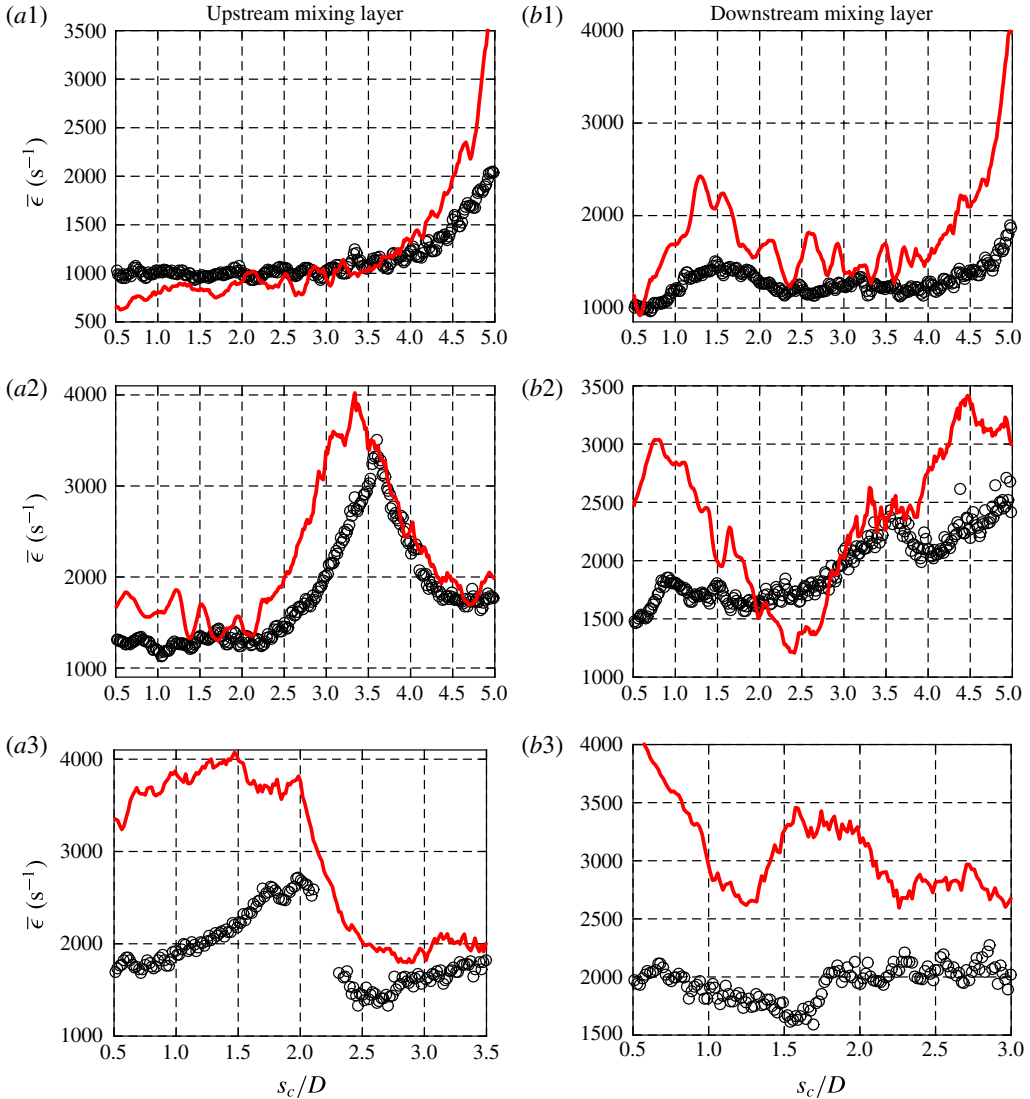 (a1) Upstream mixing layer (b1) Downstream mixing layer
3500 4000
3000
2500 3000
ε̅ (s⁻¹)
2000
1500 2000
1000
1000
500
0.5 1.0 1.5 2.0 2.5 3.0 3.5 4.0 4.5 5.0 0.5 1.0 1.5 2.0 2.5 3.0 3.5 4.0 4.5 5.0
(a2) (b2)
4000 3500
3000
3000 2500
ε̅ (s⁻¹)
2000 2000
1500
1000 1000
0.5 1.0 1.5 2.0 2.5 3.0 3.5 4.0 4.5 5.0 0.5 1.0 1.5 2.0 2.5 3.0 3.5 4.0 4.5 5.0
(a3) (b3)
4000 4000
3500
3000 3000
ε̅ (s⁻¹)
2500
2000 2000
1000 1500
0.5 1.0 1.5 2.0 2.5 3.0 3.5 0.5 1.0 1.5 2.0 2.5 3.0
s_c/D s_c/D